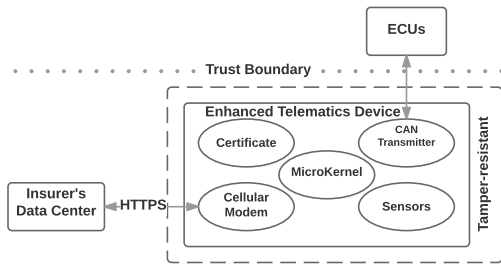 ECUs
Trust Boundary
Enhanced Telematics Device
Certificate
CAN
Transmitter
MicroKernel
Insurer's
Data Center
HTTPS
Cellular
Modem
Sensors
Tamper-resistant